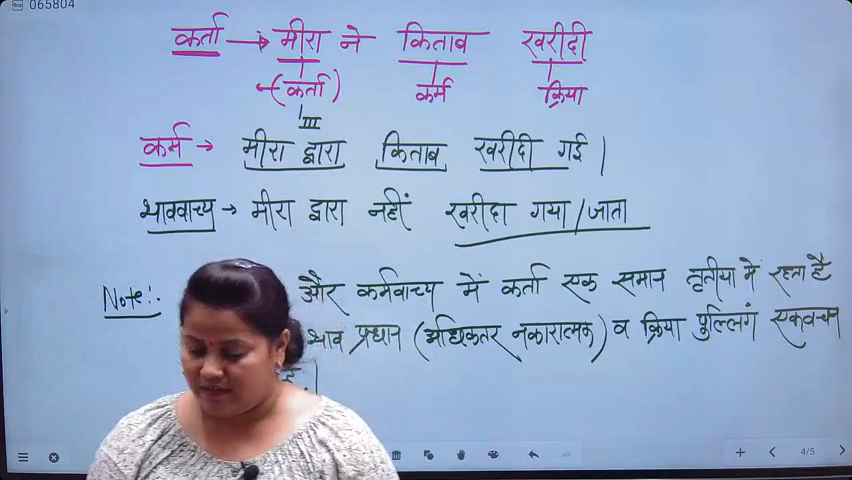 065804
कर्ता → मीरा ने किताब खरीदी
(कर्ता) कर्म क्रिया
III
कर्म → मीरा द्वारा किताब खरीदी गई |
भाववाच्य → मीरा द्वारा नहीं खरीदा गया / जाता
Note:- और कर्मवाच्य में कर्ता एक समान तृतीया में रहता है
भाव प्रधान (अधिकतर नकारात्मक) व क्रिया पुल्लिगं एकवचन
4/5